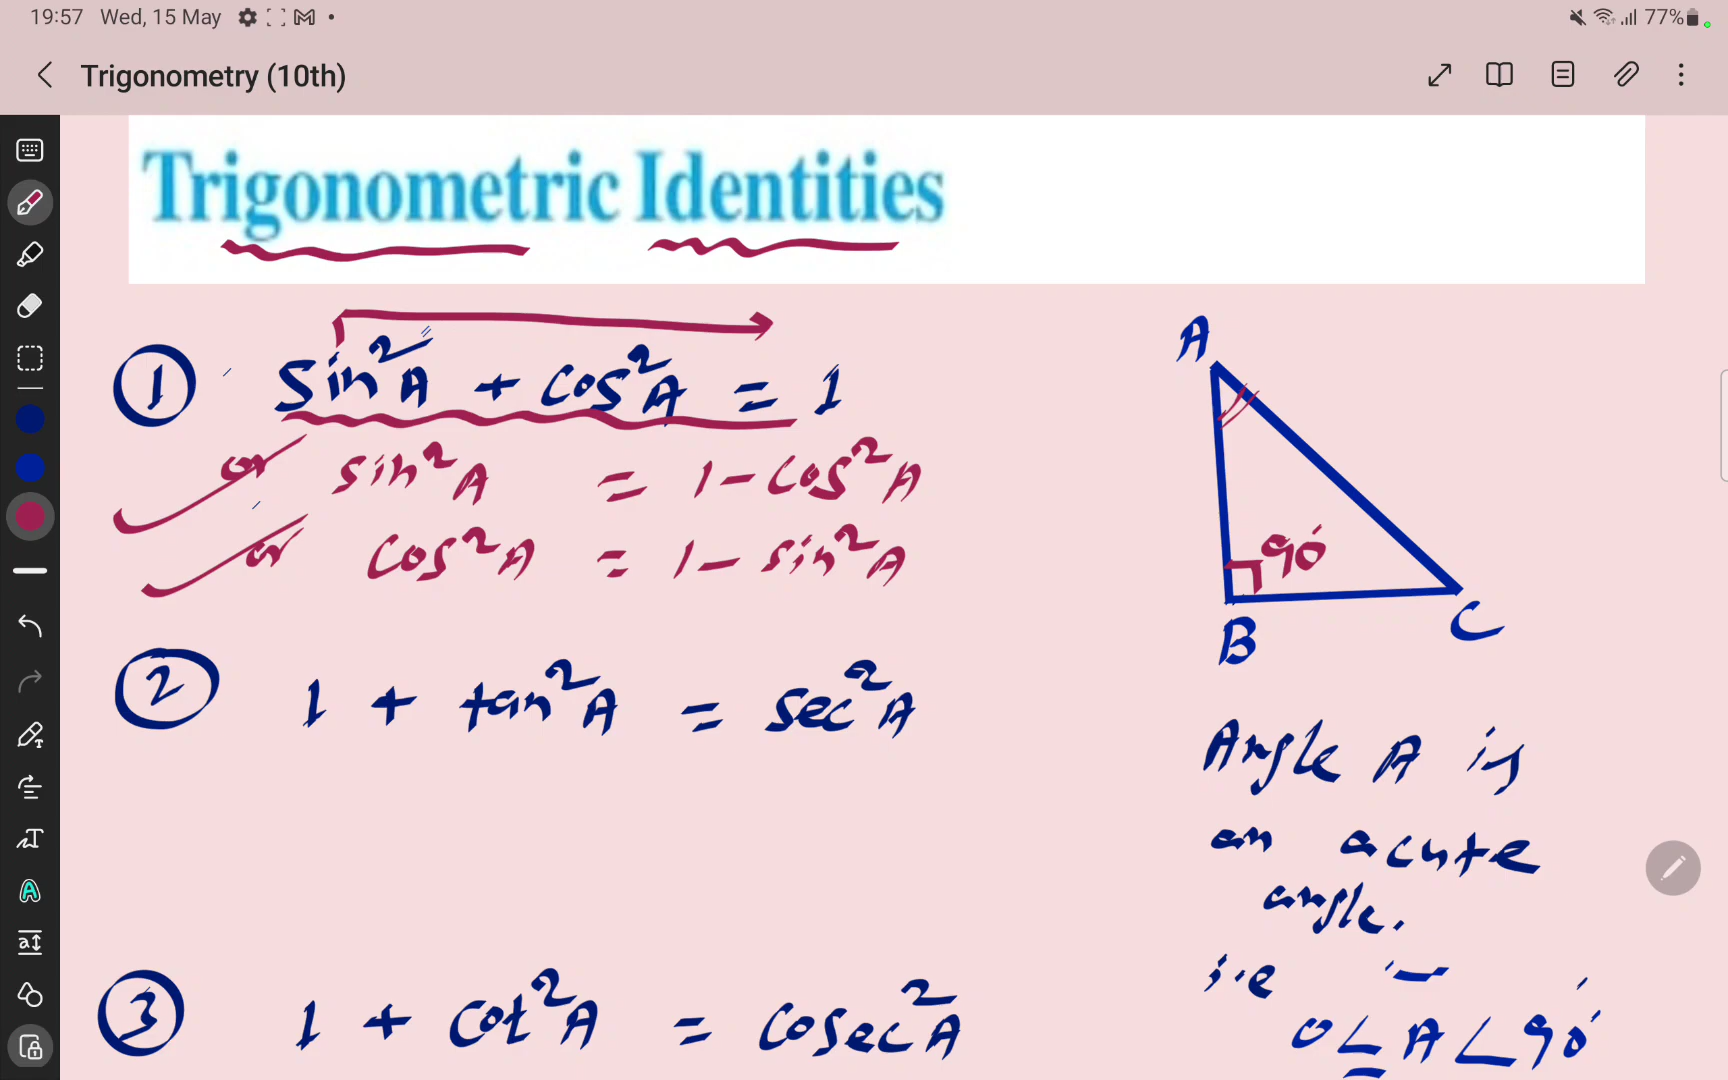 19:57 Wed, 15 May
77%
Trigonometry (10th)
Trigonometric Identities
① sin²A + cos²A = 1
or sin²A = 1 - cos²A
or cos²A = 1 - sin²A
② 1 + tan²A = sec²A
③ 1 + cot²A = cosec²A
A
90°
B
C
Angle A is
an acute
angle.
i.e
0 ≤ A < 90°